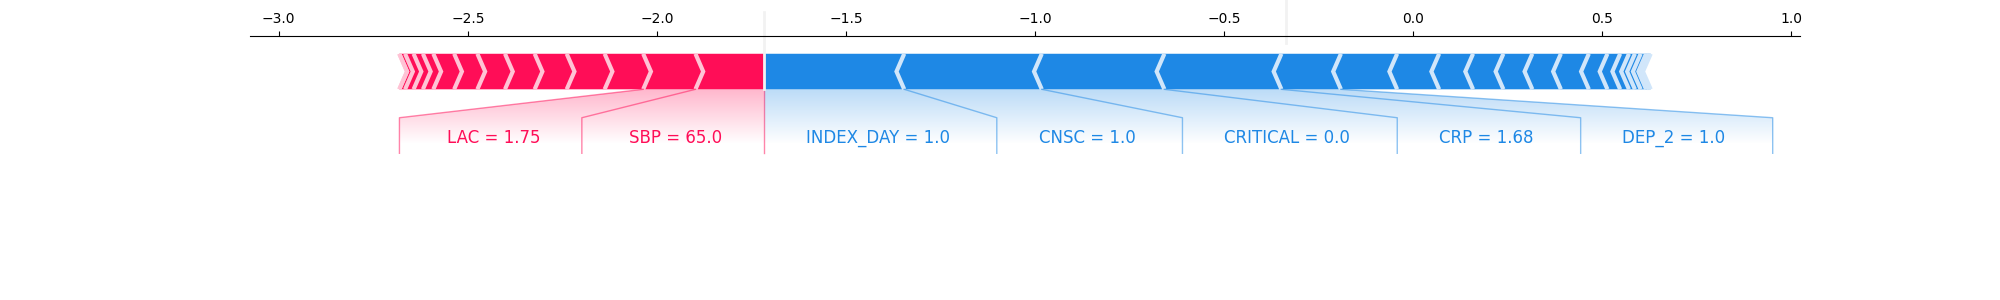 −3.0 −2.5 −2.0 −1.5 −1.0 −0.5 0.0 0.5 1.0
LAC = 1.75 SBP = 65.0 INDEX_DAY = 1.0 CNSC = 1.0 CRITICAL = 0.0 CRP = 1.68 DEP_2 = 1.0